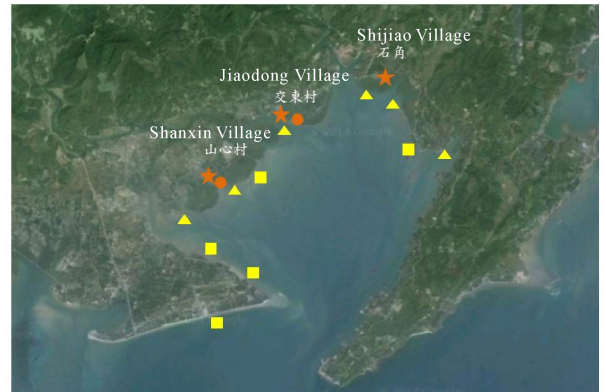 Shijiao Village
石角
Jiaodong Village
交東村
Shanxin Village
山心村